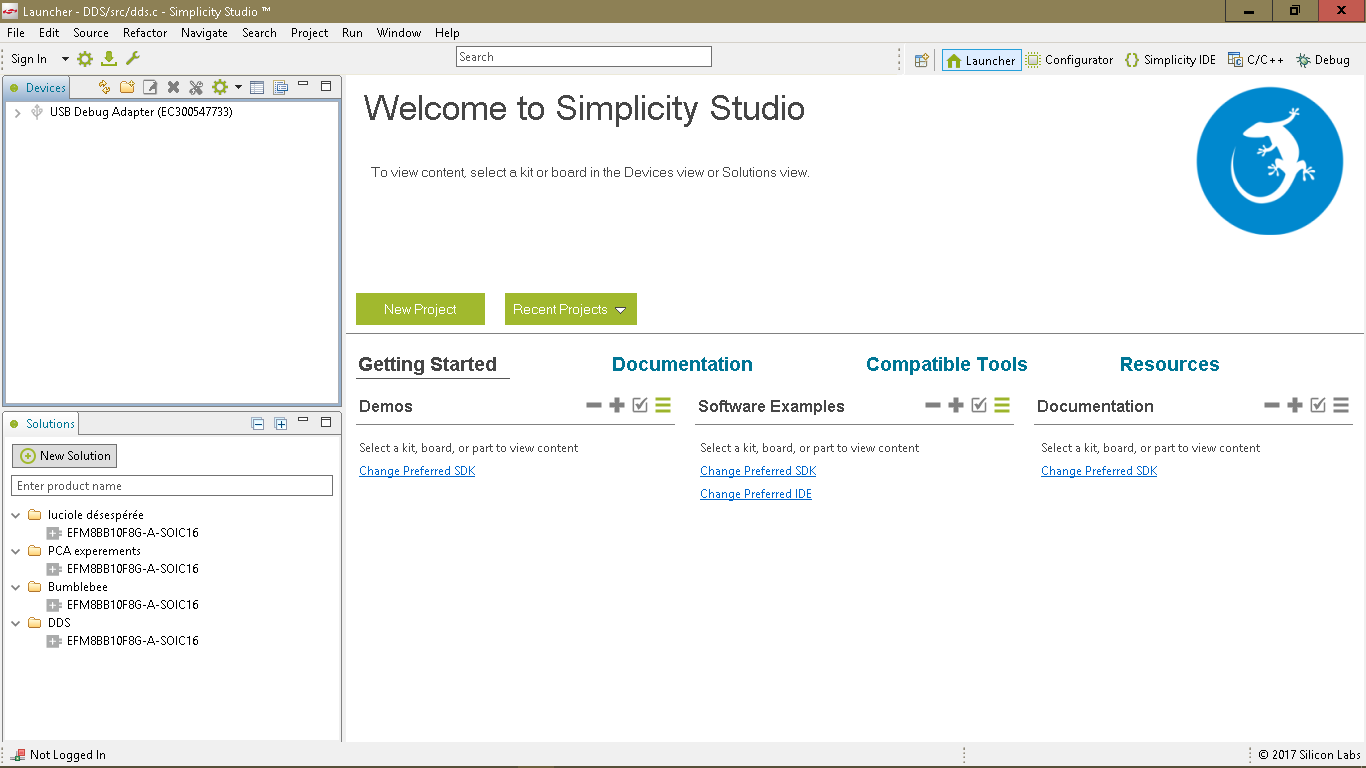 Launcher - DDS/src/dds.c - Simplicity Studio ™
File Edit Source Refactor Navigate Search Project Run Window Help
Sign In Search Launcher Configurator Simplicity IDE C/C++ Debug
Devices
USB Debug Adapter (EC300547733)
Welcome to Simplicity Studio
To view content, select a kit or board in the Devices view or Solutions view.
New Project Recent Projects
Getting Started Documentation Compatible Tools Resources
Demos Software Examples Documentation
Select a kit, board, or part to view content Select a kit, board, or part to view content Select a kit, board, or part to view content
Change Preferred SDK Change Preferred SDK Change Preferred SDK
Change Preferred IDE
Solutions
New Solution
Enter product name
luciole désespérée
EFM8BB10F8G-A-SOIC16
PCA experements
EFM8BB10F8G-A-SOIC16
Bumblebee
EFM8BB10F8G-A-SOIC16
DDS
EFM8BB10F8G-A-SOIC16
Not Logged In © 2017 Silicon Labs